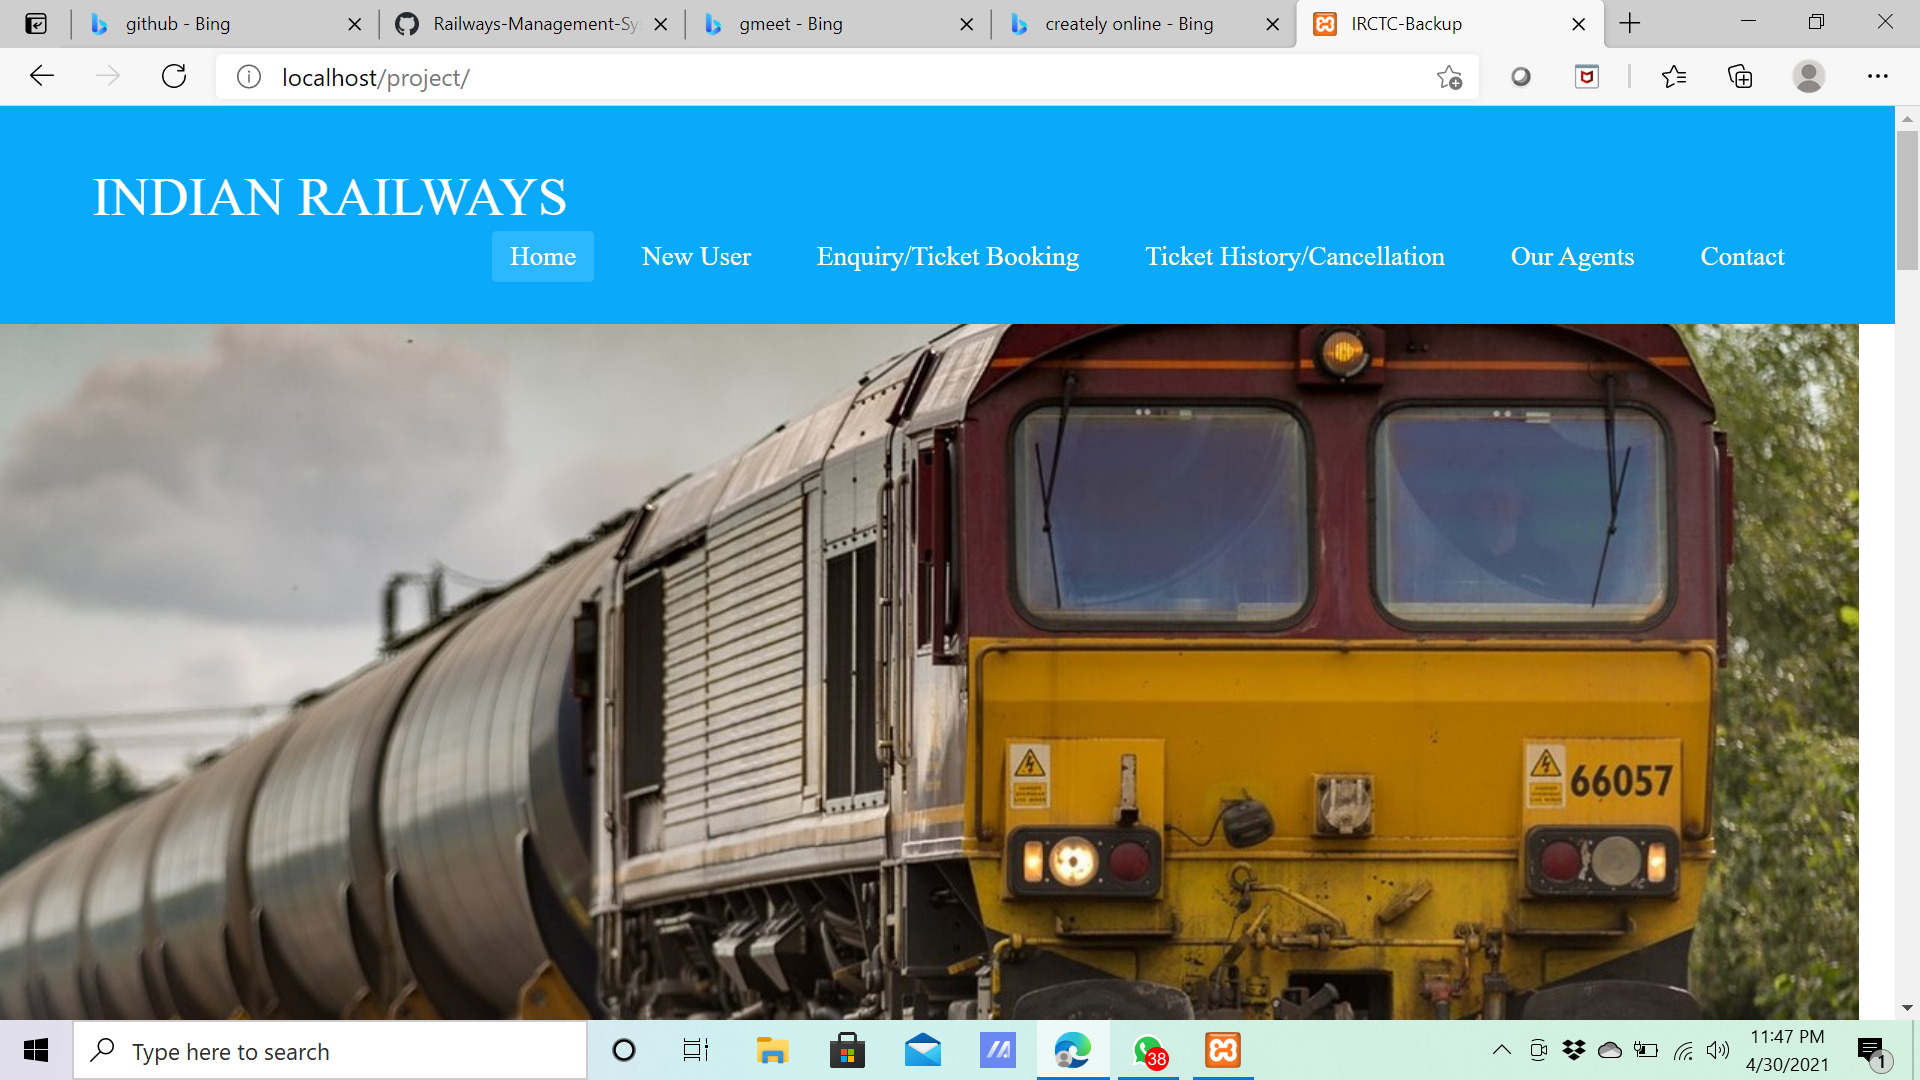 github - Bing
Railways-Management-Sy
gmeet - Bing
creately online - Bing
IRCTC-Backup
localhost/project/
INDIAN RAILWAYS
Home
New User
Enquiry/Ticket Booking
Ticket History/Cancellation
Our Agents
Contact
66057
Type here to search
38
11:47 PM
4/30/2021
1